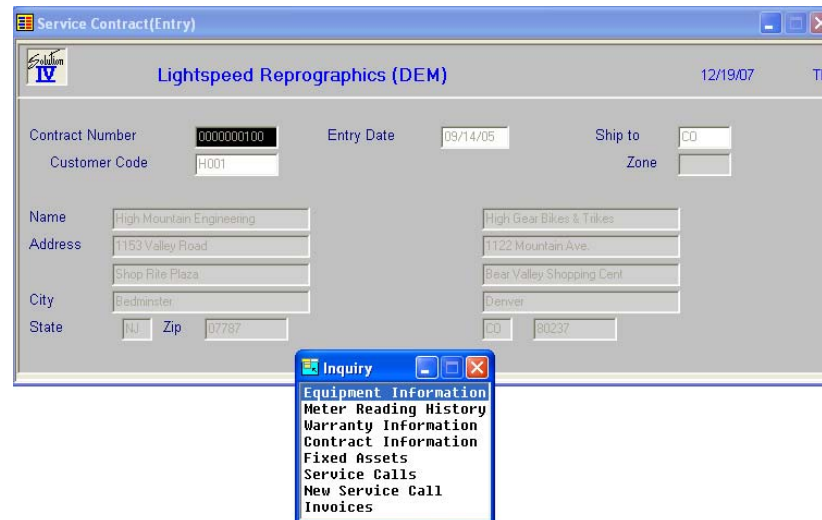 Service Contract(Entry)
Solution IV
Lightspeed Reprographics (DEM) 12/19/07
Contract Number 0000000100 Entry Date 09/14/05 Ship to CO
Customer Code H001 Zone
Name High Mountain Engineering High Gear Bikes & Trikes
Address 1153 Valley Road 1122 Mountain Ave.
Shop Rite Plaza Bear Valley Shopping Cent
City Bedminster Denver
State NJ Zip 07787 CO 80237
Inquiry
Equipment Information
Meter Reading History
Warranty Information
Contract Information
Fixed Assets
Service Calls
New Service Call
Invoices